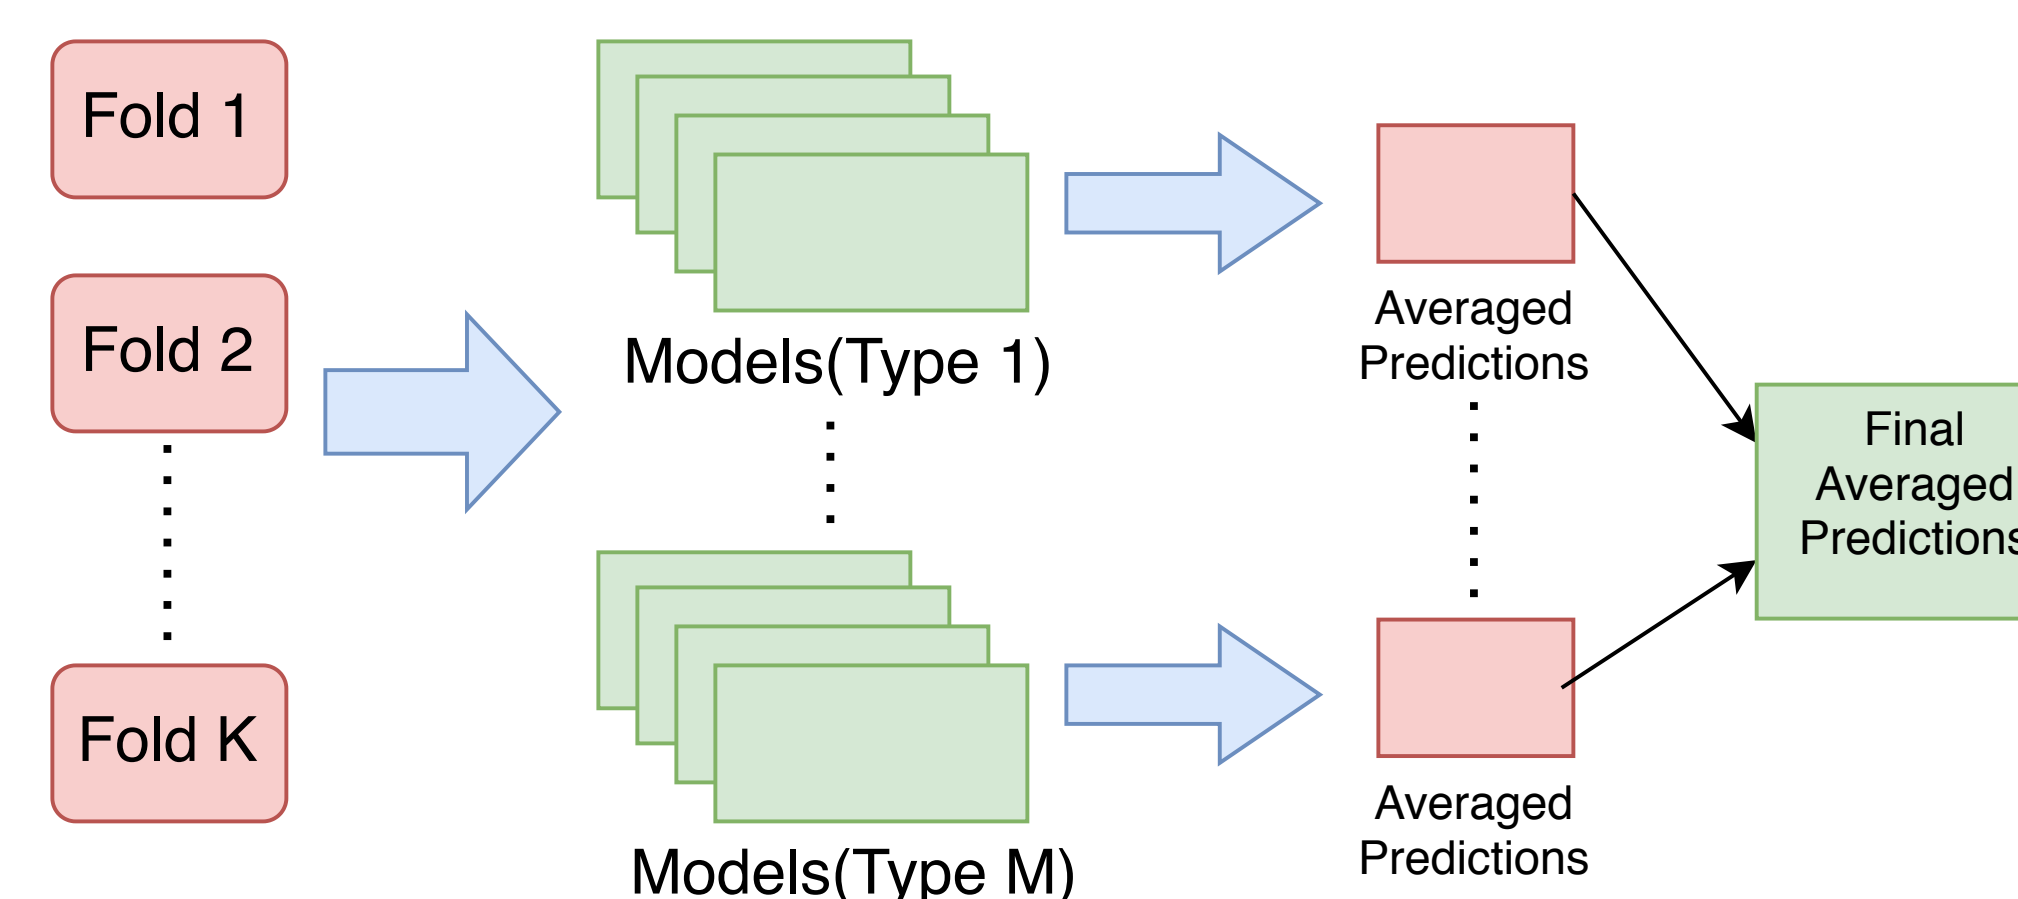 Fold 1
Fold 2
Fold K
Models(Type 1)
Models(Type M)
Averaged
Predictions
Averaged
Predictions
Final
Averaged
Predictions